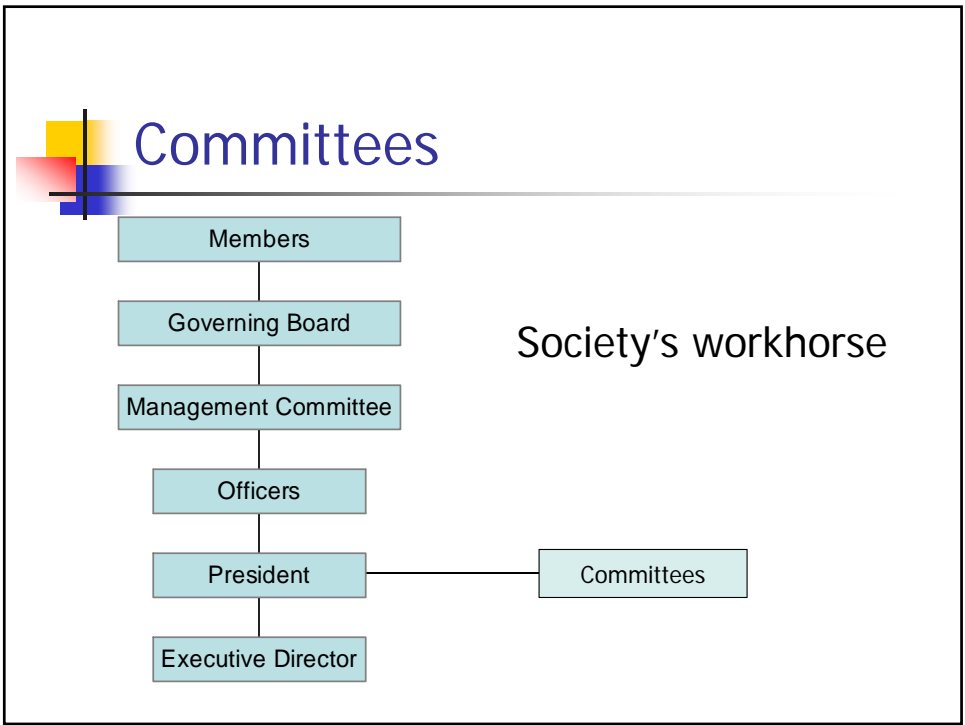 Committees
Members
Governing Board
Society's workhorse
Management Committee
Officers
President
Committees
Executive Director